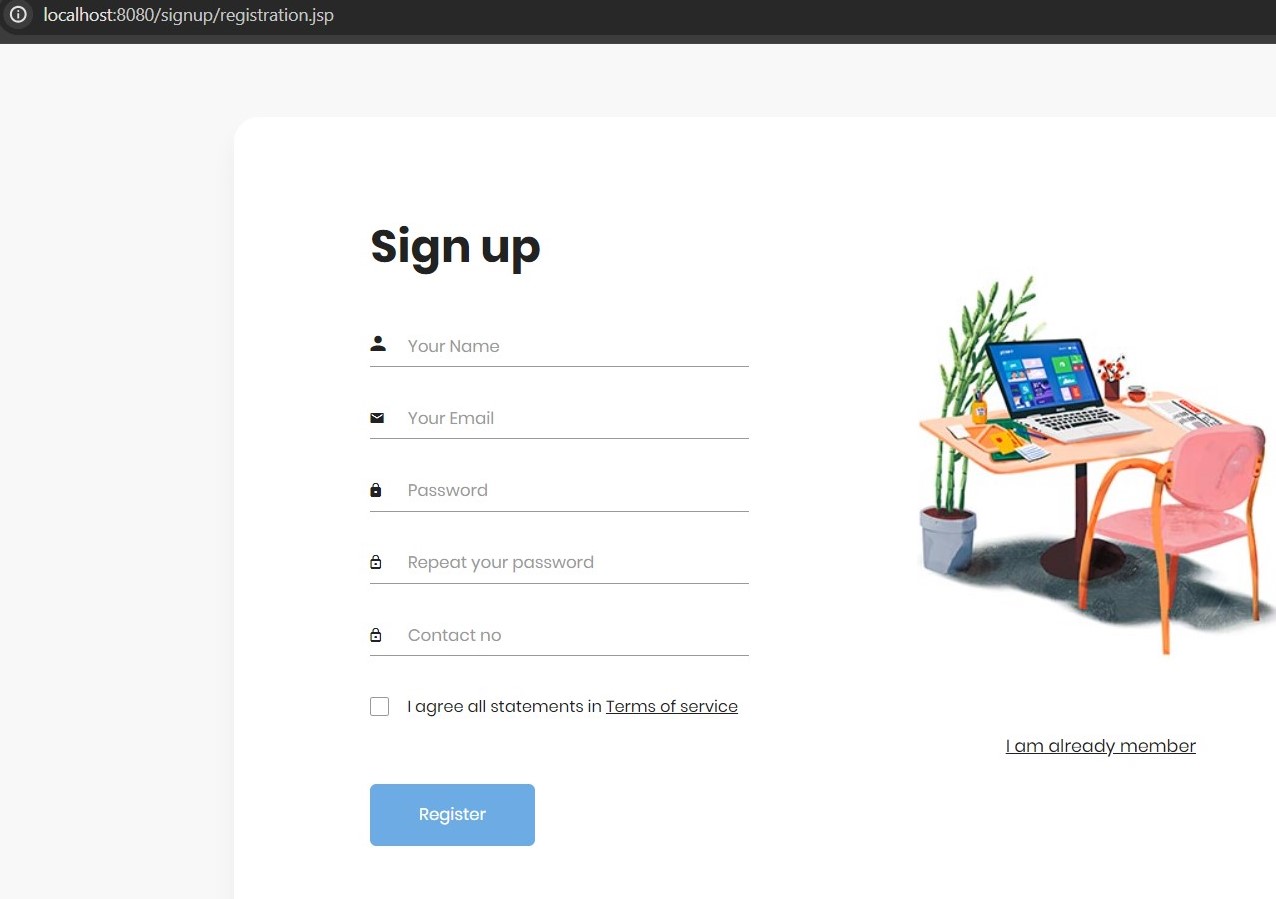 localhost:8080/signup/registration.jsp
Sign up
Your Name
Your Email
Password
Repeat your password
Contact no
I agree all statements in Terms of service
I am already member
Register